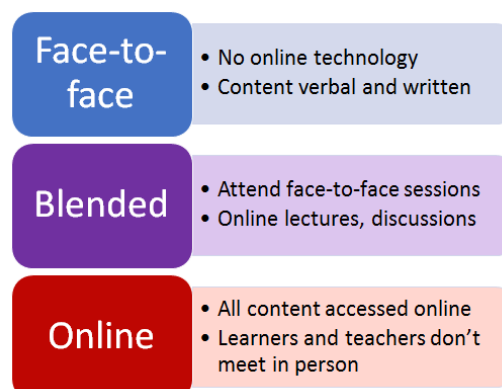 Face-to-
face
• No online technology
• Content verbal and written
Blended
• Attend face-to-face sessions
• Online lectures, discussions
Online
• All content accessed online
• Learners and teachers don't
meet in person